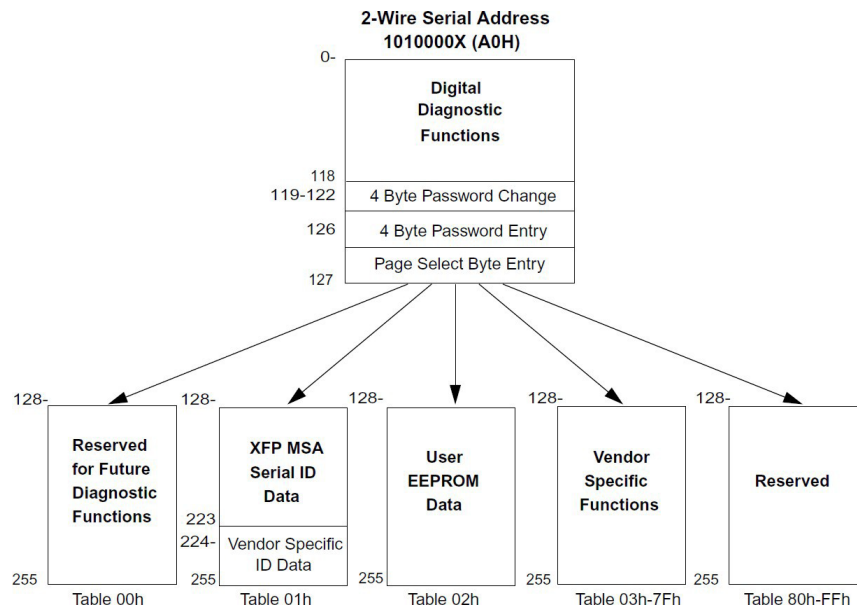 2-Wire Serial Address
1010000X (A0H)
0-
Digital
Diagnostic
Functions
118
119-122
4 Byte Password Change
126
4 Byte Password Entry
Page Select Byte Entry
127
128-
Reserved
for Future
Diagnostic
Functions
255
Table 00h
128-
XFP MSA
Serial ID
Data
223
224-
Vendor Specific
ID Data
255
Table 01h
128-
User
EEPROM
Data
255
Table 02h
128-
Vendor
Specific
Functions
255
Table 03h-7Fh
128-
Reserved
255
Table 80h-FFh